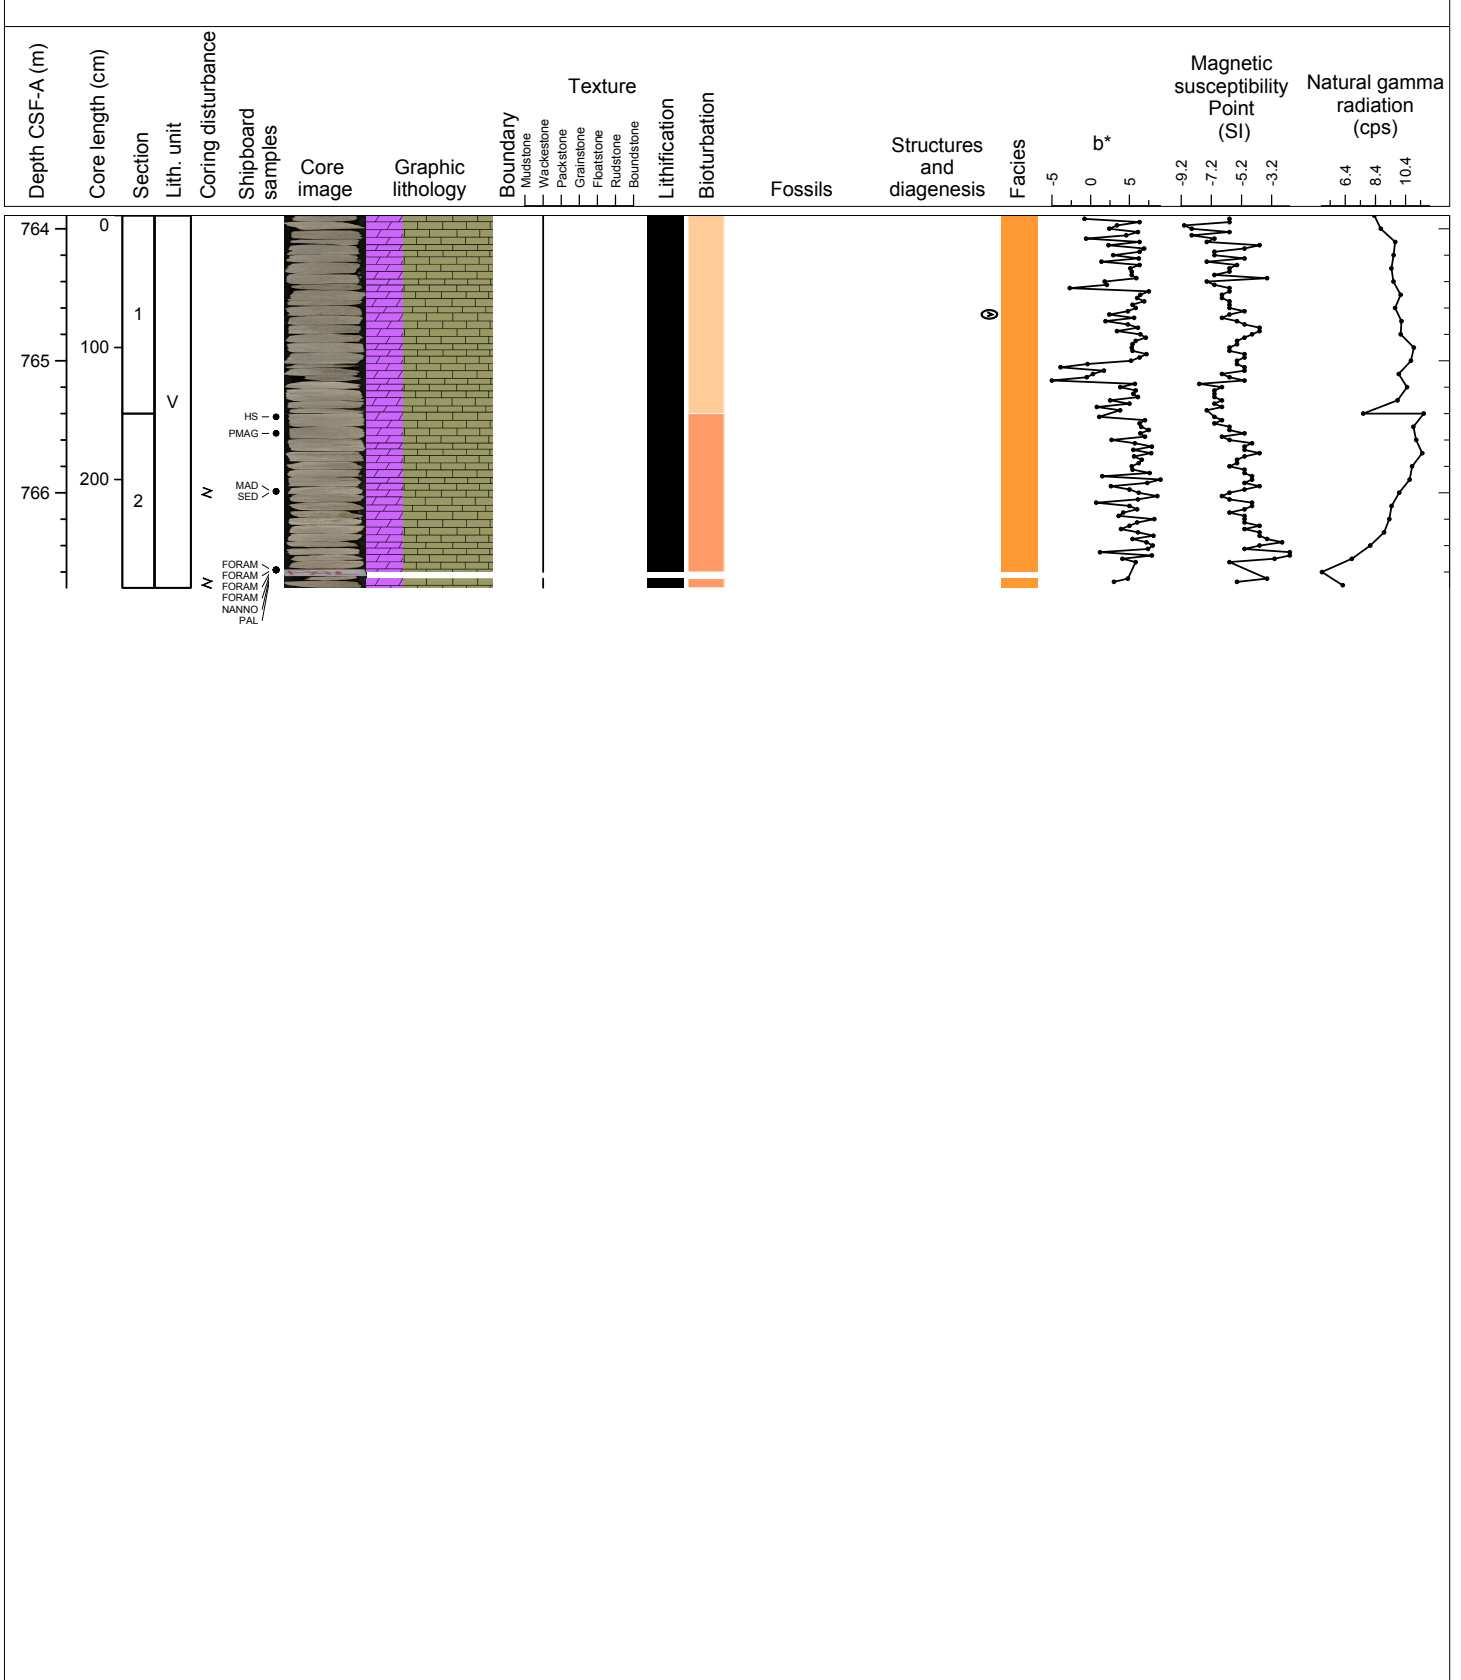 Depth CSF-A (m)
Core length (cm)
Section
Lith. unit
Coring disturbance
Shipboard
samples
Core
image
Graphic
lithology
Boundary
Texture
Mudstone
Wackestone
Packstone
Grainstone
Floatstone
Rudstone
Boundstone
Lithification
Bioturbation
Fossils
Structures
and
diagenesis
Facies
b*
-5
0
5
Magnetic
susceptibility
Point
(SI)
-9.2
-7.2
-5.2
-3.2
Natural gamma
radiation
(cps)
6.4
8.4
10.4
764
765
766
0
100
200
1
2
V
HS
PMAG
MAD
SED
FORAM
FORAM
FORAM
FORAM
NANNO
PAL